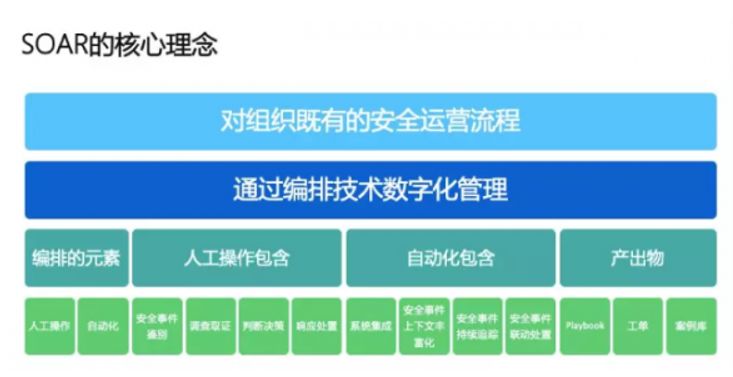 SOAR的核心理念
对组织既有的安全运营流程
通过编排技术数字化管理
编排的元素 人工操作包含 自动化包含 产出物
人工操作
自动化
安全事件
鉴别
调查取证
判断决策
响应处置
系统集成
安全事件
上下文丰
富化
安全事件
持续追踪
安全事件
联动处置
Playbook
工单
案例库